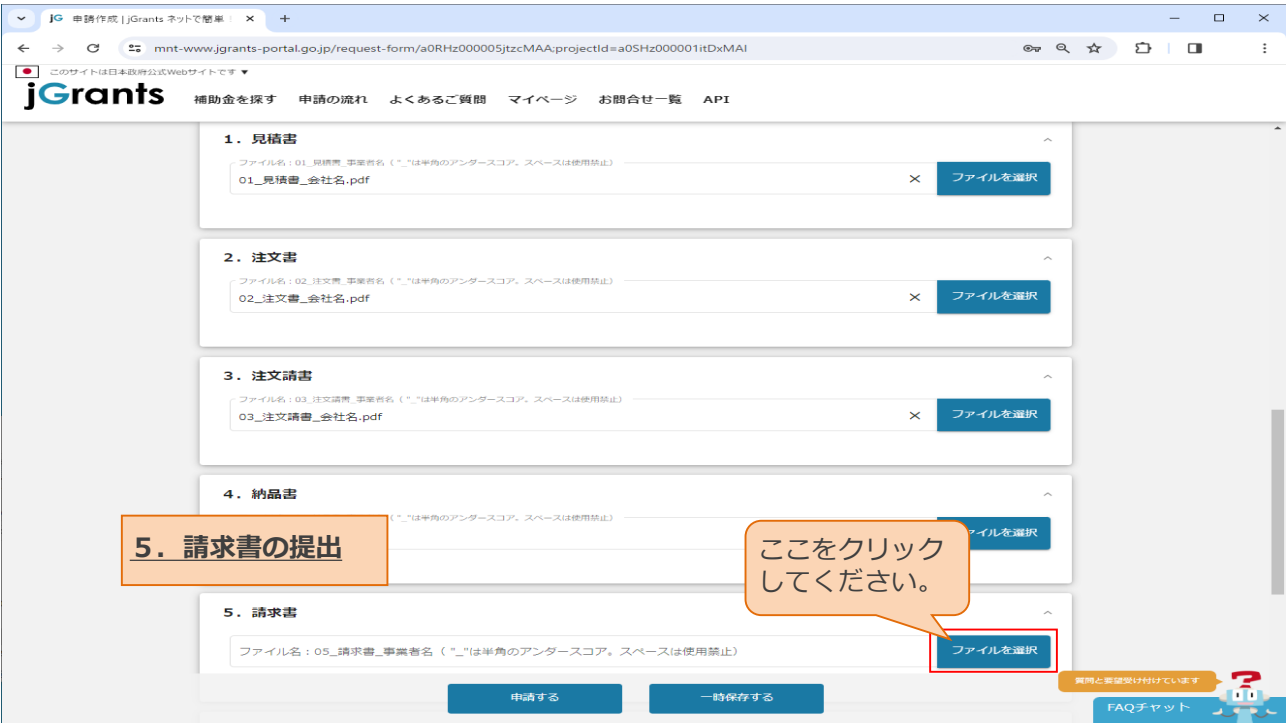 jG 申請作成 | jGrants ネットで簡単！
mnt-www.jgrants-portal.go.jp/request-form/a0RHz000005jtzcMAA:projectId=a0SHz000001itDxMAI
このサイトは日本政府公式Webサイトです ▼
jGrants 補助金を探す 申請の流れ よくあるご質問 マイページ お問合せ一覧 API
1. 見積書
ファイル名：01_見積書_事業者名（ "_"は半角のアンダースコア。スペースは使用禁止）
01_見積書_会社名.pdf
ファイルを選択
2. 注文書
ファイル名：02_注文書_事業者名（ "_"は半角のアンダースコア。スペースは使用禁止）
02_注文書_会社名.pdf
ファイルを選択
3. 注文請書
ファイル名：03_注文請書_事業者名（ "_"は半角のアンダースコア。スペースは使用禁止）
03_注文請書_会社名.pdf
ファイルを選択
4. 納品書
（ "_"は半角のアンダースコア。スペースは使用禁止）
ァイルを選択
５．請求書の提出
ここをクリック
してください。
5. 請求書
ファイル名：05_請求書_事業者名（ "_"は半角のアンダースコア。スペースは使用禁止）
ファイルを選択
申請する 一時保存する
質問と要望受け付けています
FAQチャット